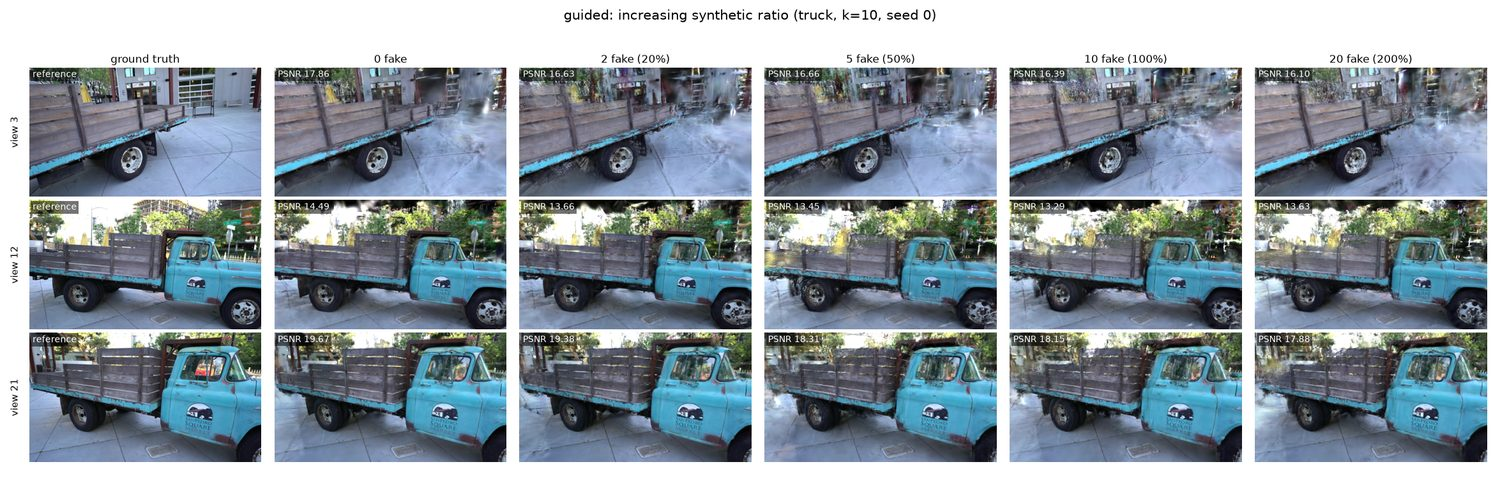 guided: increasing synthetic ratio (truck, k=10, seed 0)
ground truth 0 fake 2 fake (20%) 5 fake (50%) 10 fake (100%) 20 fake (200%)
view 3
reference PSNR 17.86 PSNR 16.63 PSNR 16.66 PSNR 16.39 PSNR 16.10
view 12
reference PSNR 14.49 PSNR 13.66 PSNR 13.45 PSNR 13.29 PSNR 13.63
view 21
reference PSNR 19.67 PSNR 19.38 PSNR 18.31 PSNR 18.15 PSNR 17.88
SQUARE